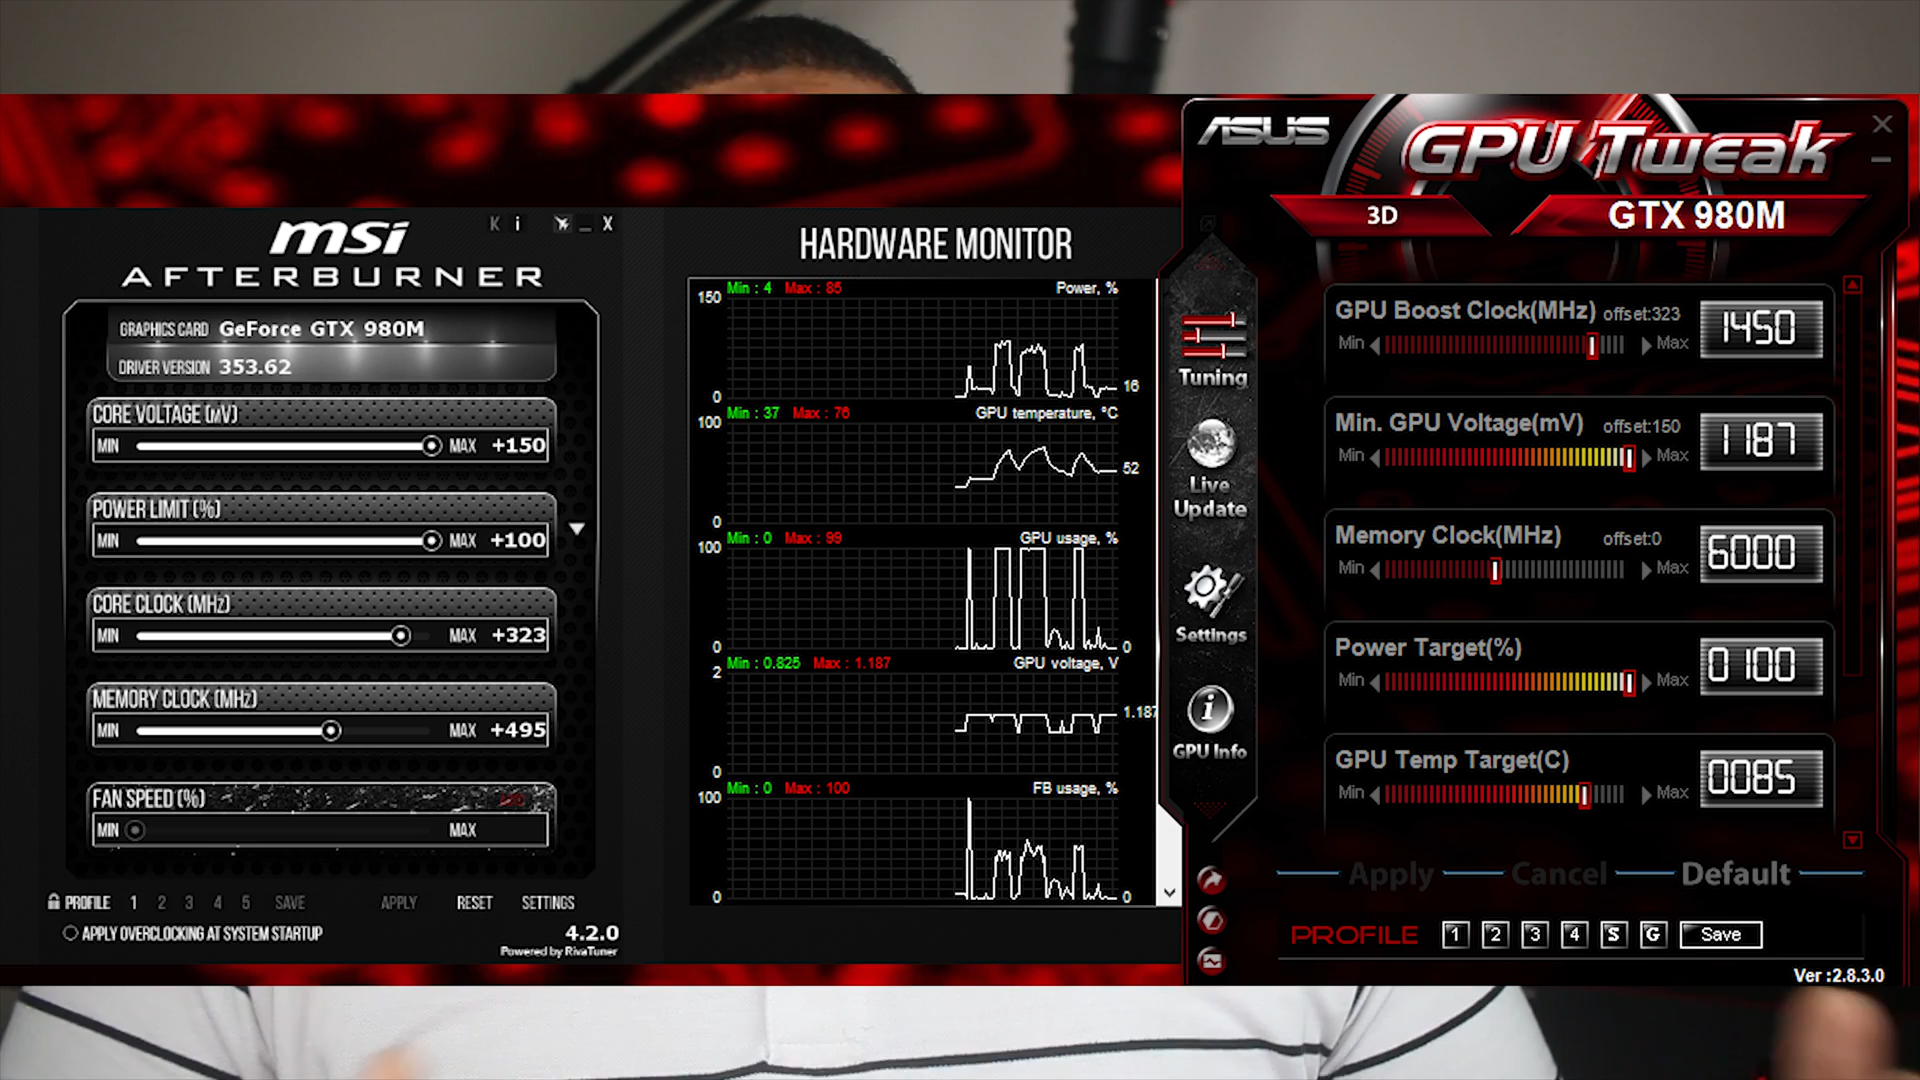 msi
AFTERBURNER
K i _ X
GRAPHICS CARD GeForce GTX 980M
DRIVER VERSION 353.62
CORE VOLTAGE (MV)
MIN MAX +150
POWER LIMIT (%)
MIN MAX +100
CORE CLOCK (MHz)
MIN MAX +323
MEMORY CLOCK (MHz)
MIN MAX +495
FAN SPEED (%)
MIN MAX
PROFILE 1 2 3 4 5 SAVE APPLY RESET SETTINGS
APPLY OVERCLOCKING AT SYSTEM STARTUP
4.2.0
Powered by RivaTuner
HARDWARE MONITOR
Min : 4 Max : 85 Power, %
150
16
0
Min : 37 Max : 76 GPU temperature, °C
100
52
0
Min : 0 Max : 99 GPU usage, %
100
0
0
Min : 0.825 Max : 1.187 GPU voltage, V
2
1.187
0
Min : 0 Max : 100 FB usage, %
100
0
0
ASUS
GPU Tweak
3D
GTX 980M
Tuning
Live
Update
Settings
GPU Info
GPU Boost Clock(MHz) offset:323 1450
Min Max
Min. GPU Voltage(mV) offset:150 1187
Min Max
Memory Clock(MHz) offset:0 6000
Min Max
Power Target(%) 0100
Min Max
GPU Temp Target(C) 0085
Min Max
Apply Cancel Default
PROFILE 1 2 3 4 S G Save
Ver :2.8.3.0